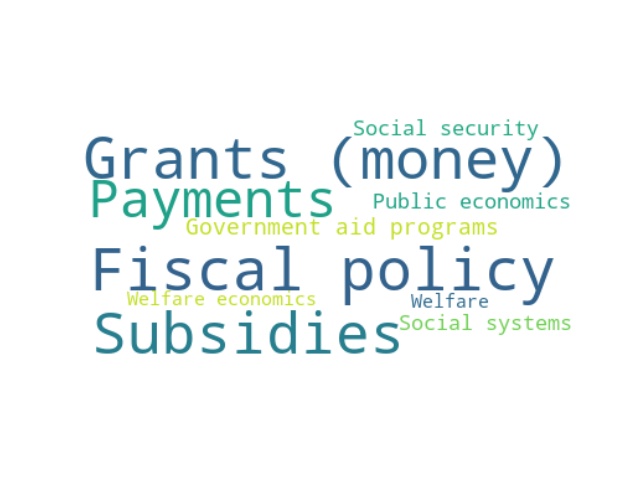 Social security
Grants (money)
Payments
Public economics
Government aid programs
Fiscal policy
Welfare economics
Welfare
Subsidies
Social systems